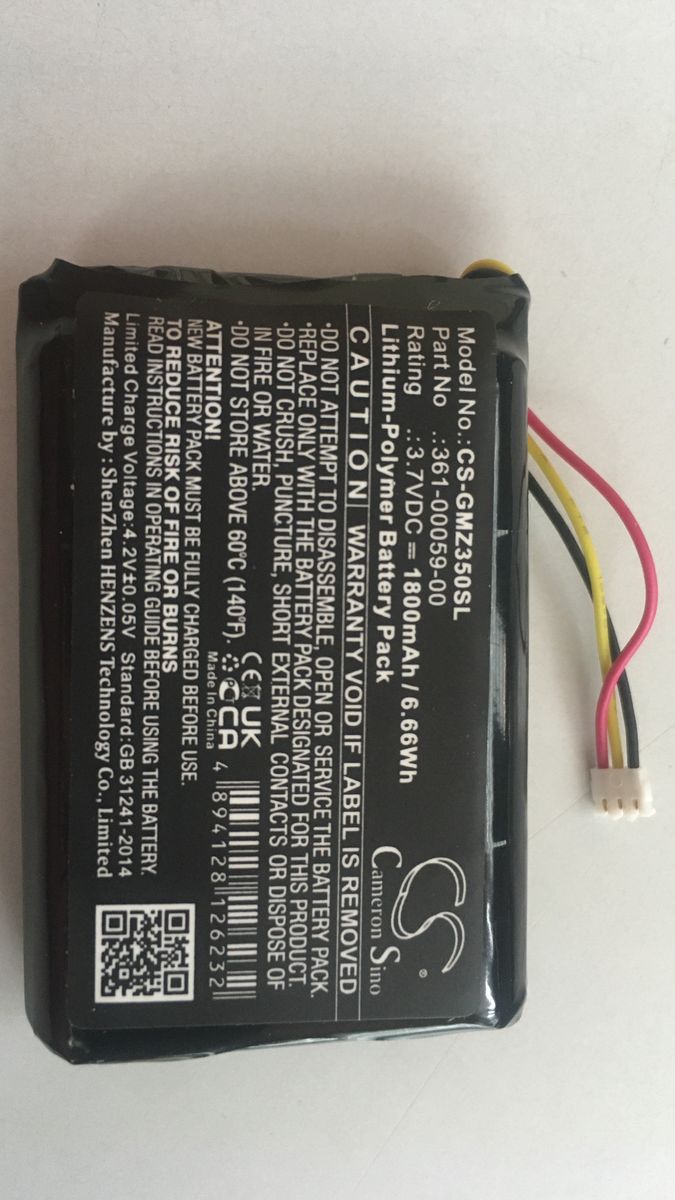 Model No.:CS-GMZ350SL
Part No .:361-00059-00
Rating .:3.7VDC ⎓ 1800mAh / 6.66Wh
Lithium-Polymer Battery Pack
CS
®
Cameron Sino
CAUTION WARRANTY VOID IF LABEL IS REMOVED
•DO NOT ATTEMPT TO DISASSEMBLE, OPEN OR SERVICE THE BATTERY PACK.
•REPLACE ONLY WITH THE BATTERY PACK DESIGNATED FOR THIS PRODUCT.
•DO NOT CRUSH, PUNCTURE, SHORT EXTERNAL CONTACTS OR DISPOSE OF
IN FIRE OR WATER.
•DO NOT STORE ABOVE 60°C (140°F).
CE UK
CA
Made in China
4 894128 126232
ATTENTION!
NEW BATTERY PACK MUST BE FULLY CHARGED BEFORE USE.
TO REDUCE RISK OF FIRE OR BURNS
READ INSTRUCTIONS IN OPERATING GUIDE BEFORE USING THE BATTERY.
Limited Charge Voltage:4.2V±0.05V Standard:GB 31241-2014
Manufacture by : ShenZhen HENZENS Technology Co., Limited